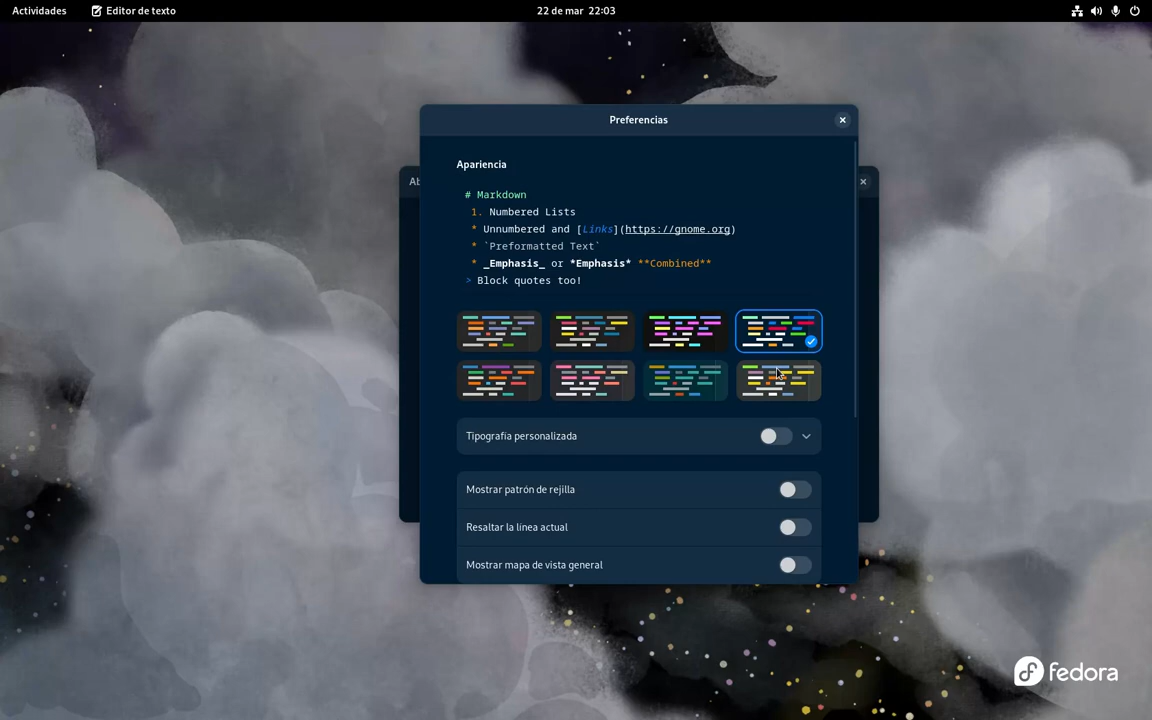 Actividades
Editor de texto
22 de mar 22:03
Preferencias
Ab
Apariencia
# Markdown
1. Numbered Lists
* Unnumbered and [Links](https://gnome.org)
* `Preformatted Text`
* _Emphasis_ or *Emphasis* **Combined**
> Block quotes too!
Tipografía personalizada
Mostrar patrón de rejilla
Resaltar la línea actual
Mostrar mapa de vista general
fedora